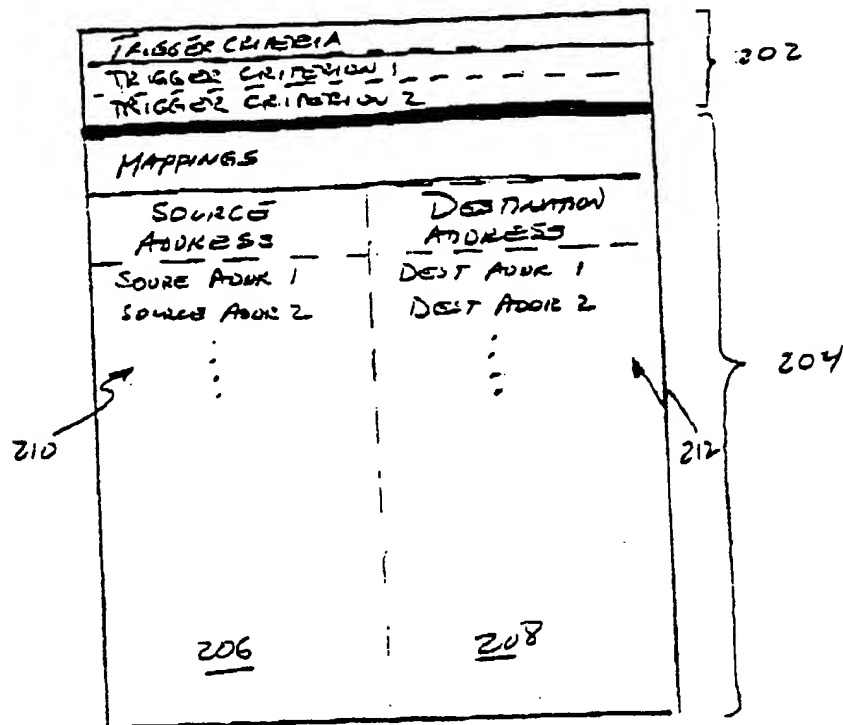 TRIGGER CRITERIA
TRIGGER CRITERION 1
TRIGGER CRITERION 2
202
MAPPINGS
SOURCE ADDRESS
DESTINATION ADDRESS
SOURE ADDR 1
DEST ADDR 1
SOURCE ADDR 2
DEST ADDR 2
204
210
212
206
208